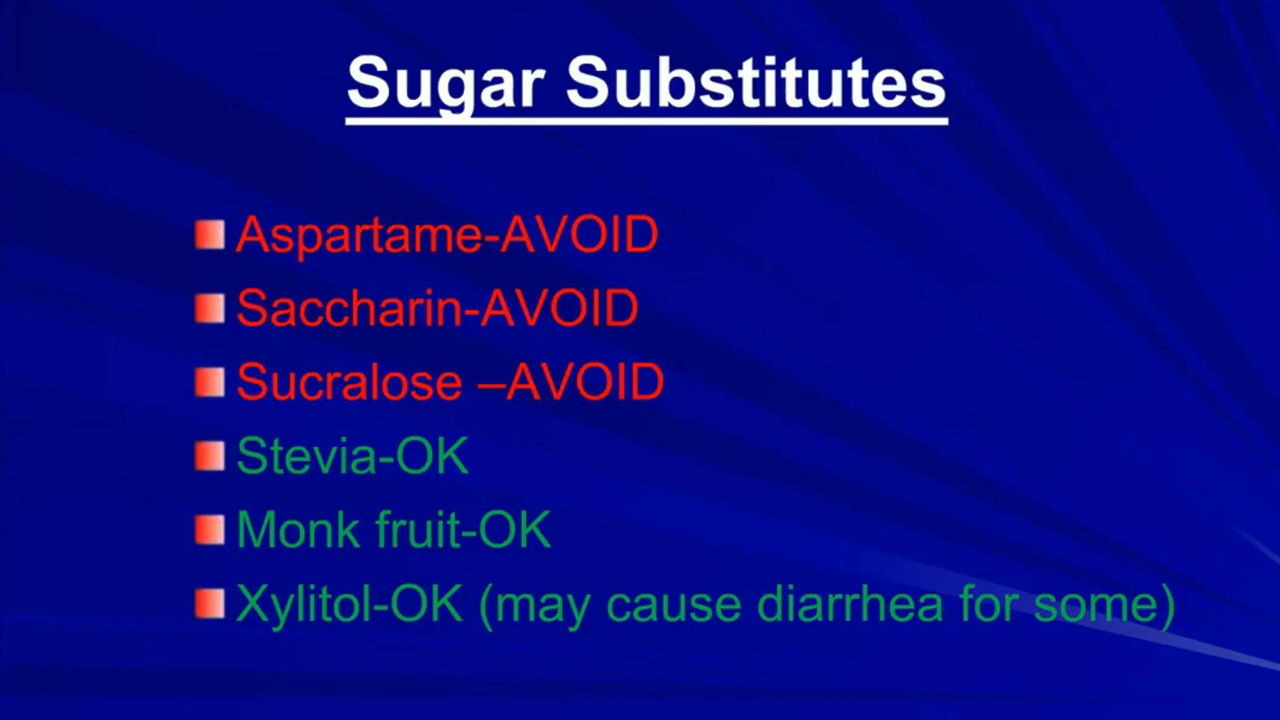 Sugar Substitutes
Aspartame-AVOID
Saccharin-AVOID
Sucralose –AVOID
Stevia-OK
Monk fruit-OK
Xylitol-OK (may cause diarrhea for some)